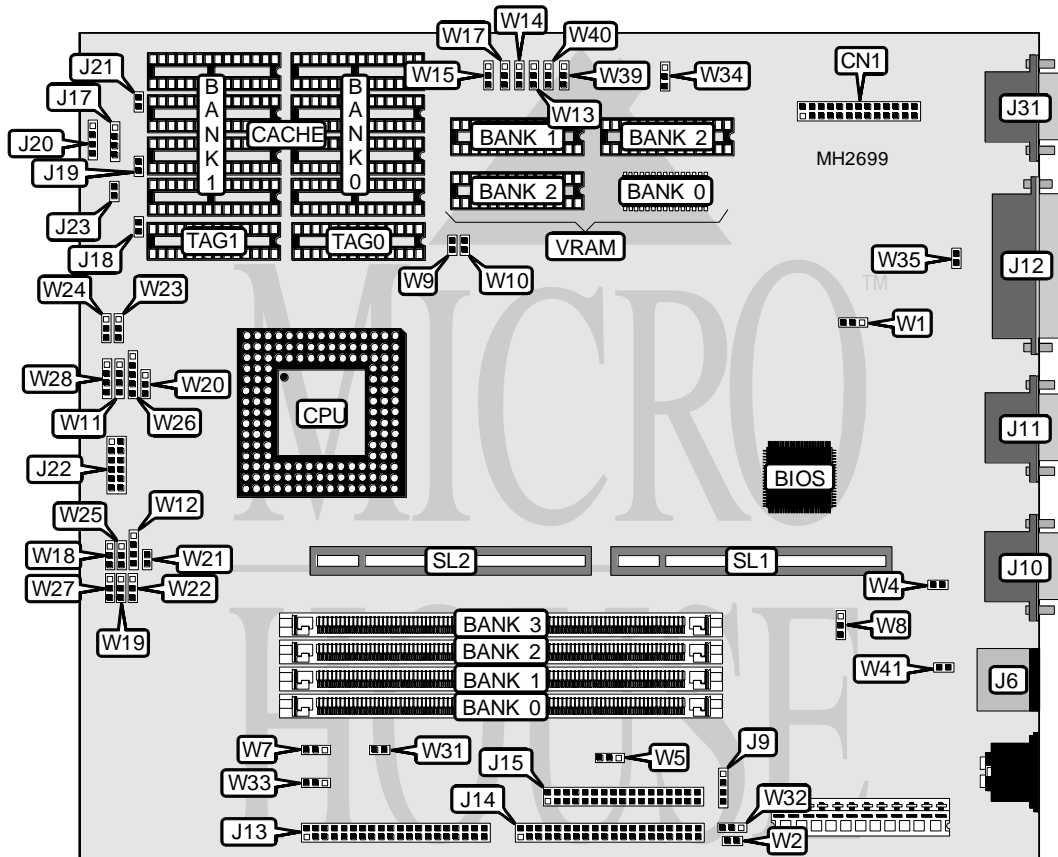 W14
W17
W40
J21
W15
W39
W34
CN1
J17
W13
J31
BANK 1
BANK 0
CACHE
BANK 1
BANK 2
J20
MH2699
J19
BANK 2
BANK 0
J23
TAG1
TAG0
VRAM
J18
W9
W10
W35
J12
TM
W24
W23
W1
W28
W20
CPU
W11
W26
J11
MICRO
J22
BIOS
W12
W25
W18
W21
SL2
SL1
J10
W27
W22
W4
W19
BANK 3
W8
BANK 2
W41
J6
BANK 1
BANK 0
HOUSE
W7
W31
W5
J9
W33
J15
J14
W32
J13
W2